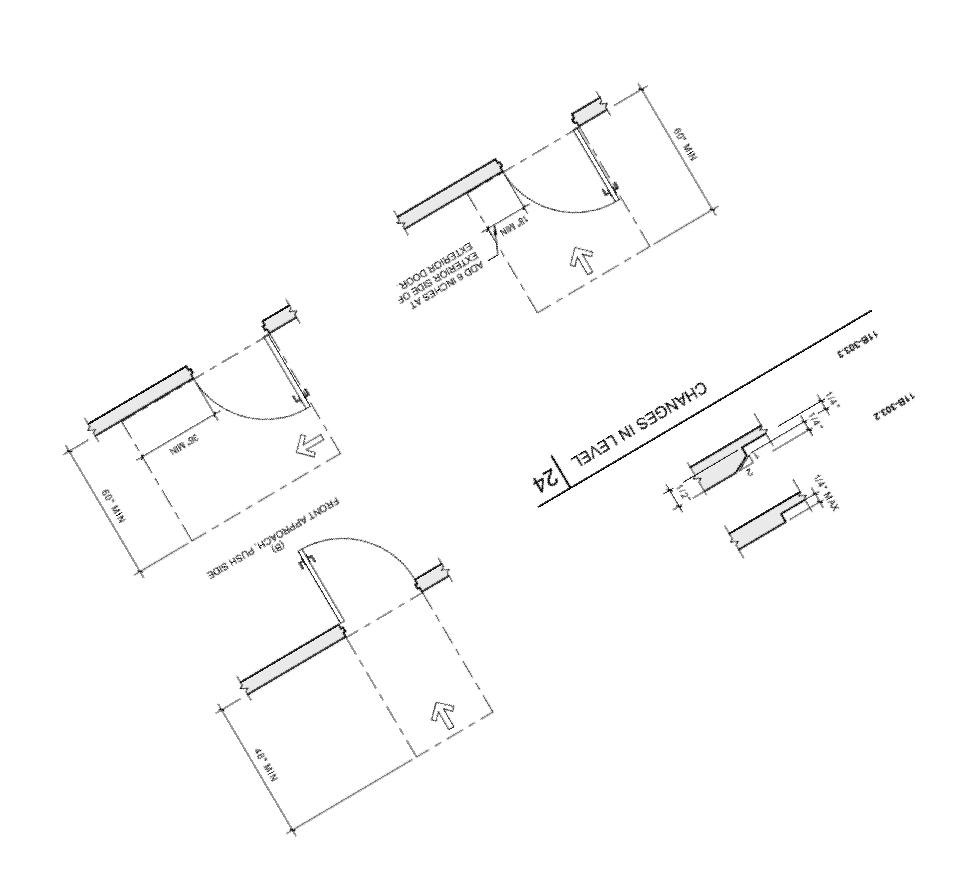 60" MIN
18" MIN
ADD 6 INCHES AT
EXTERIOR SIDE OF
EXTERIOR DOOR.
36" MIN
60" MIN
FRONT APPROACH, PUSH SIDE
(B)
48" MIN
24
CHANGES IN LEVEL
11B-303.3
11B-303.2
1/4"
1/4"
1/2"
1
2
1/4" MAX